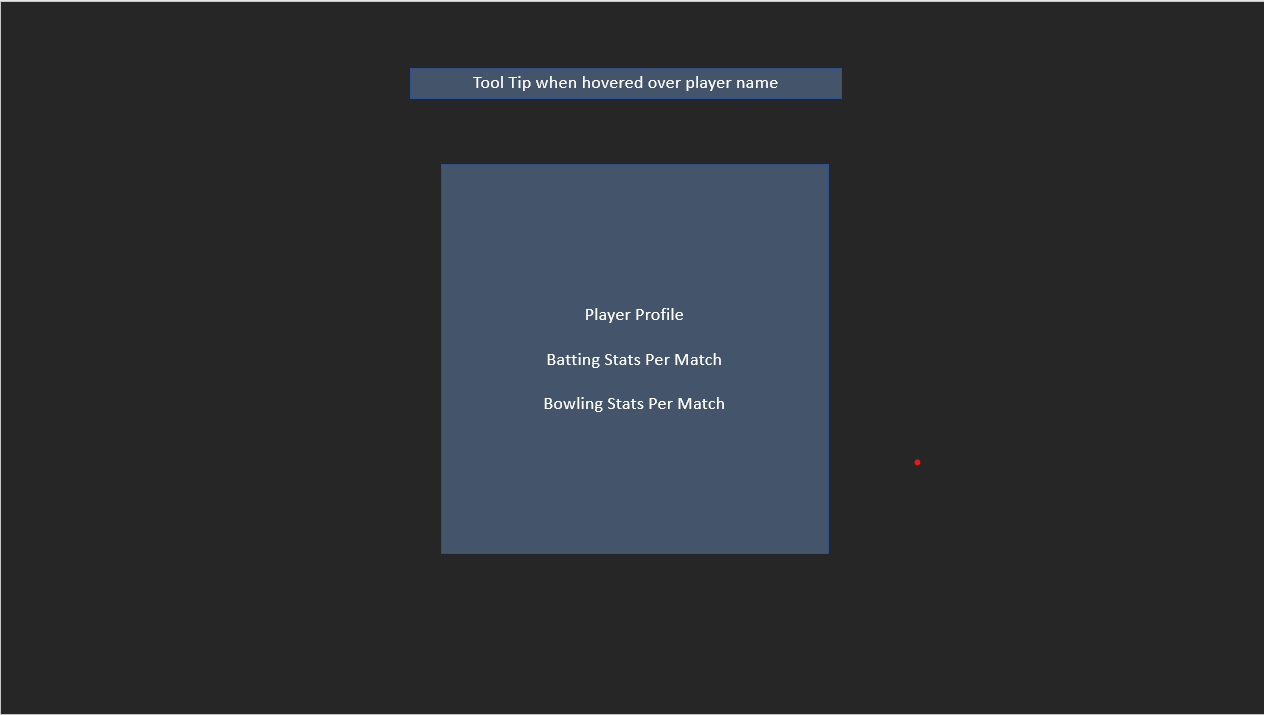 Tool Tip when hovered over player name
Player Profile
Batting Stats Per Match
Bowling Stats Per Match